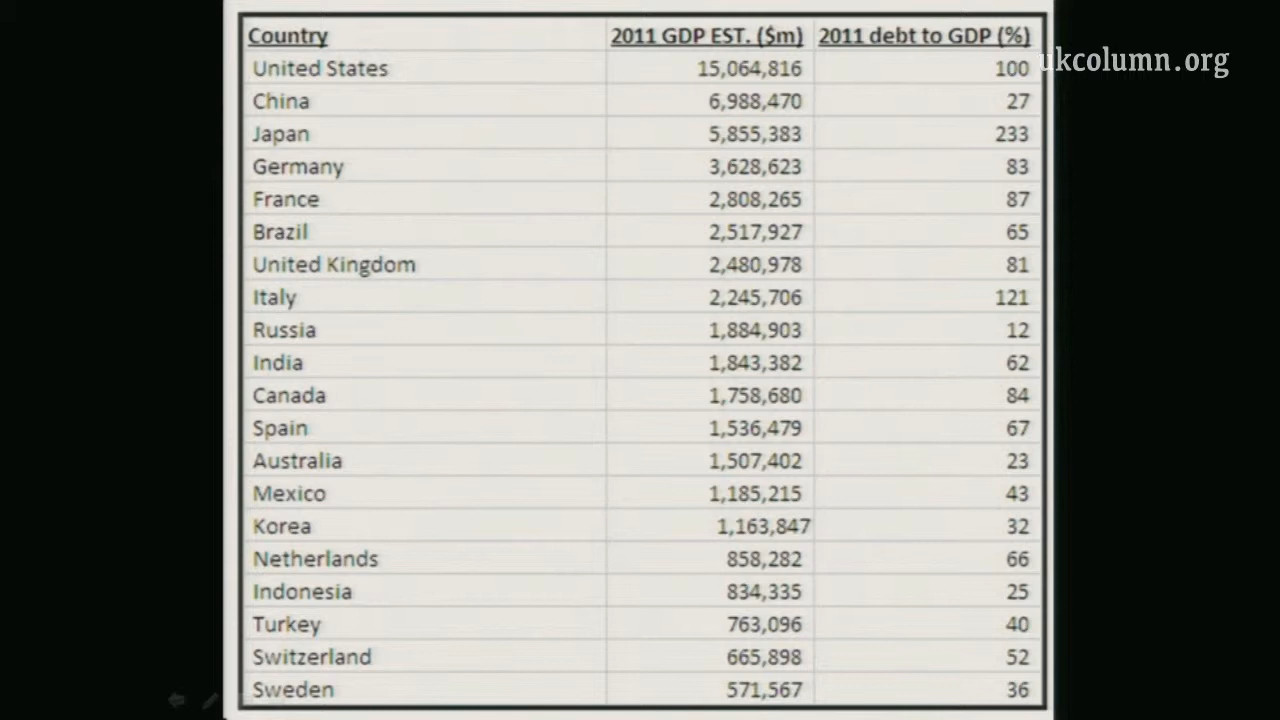 Country 2011 GDP EST. ($m) 2011 debt to GDP (%)
ukcolumn.org
United States 15,064,816 100
China 6,988,470 27
Japan 5,855,383 233
Germany 3,628,623 83
France 2,808,265 87
Brazil 2,517,927 65
United Kingdom 2,480,978 81
Italy 2,245,706 121
Russia 1,884,903 12
India 1,843,382 62
Canada 1,758,680 84
Spain 1,536,479 67
Australia 1,507,402 23
Mexico 1,185,215 43
Korea 1,163,847 32
Netherlands 858,282 66
Indonesia 834,335 25
Turkey 763,096 40
Switzerland 665,898 52
Sweden 571,567 36